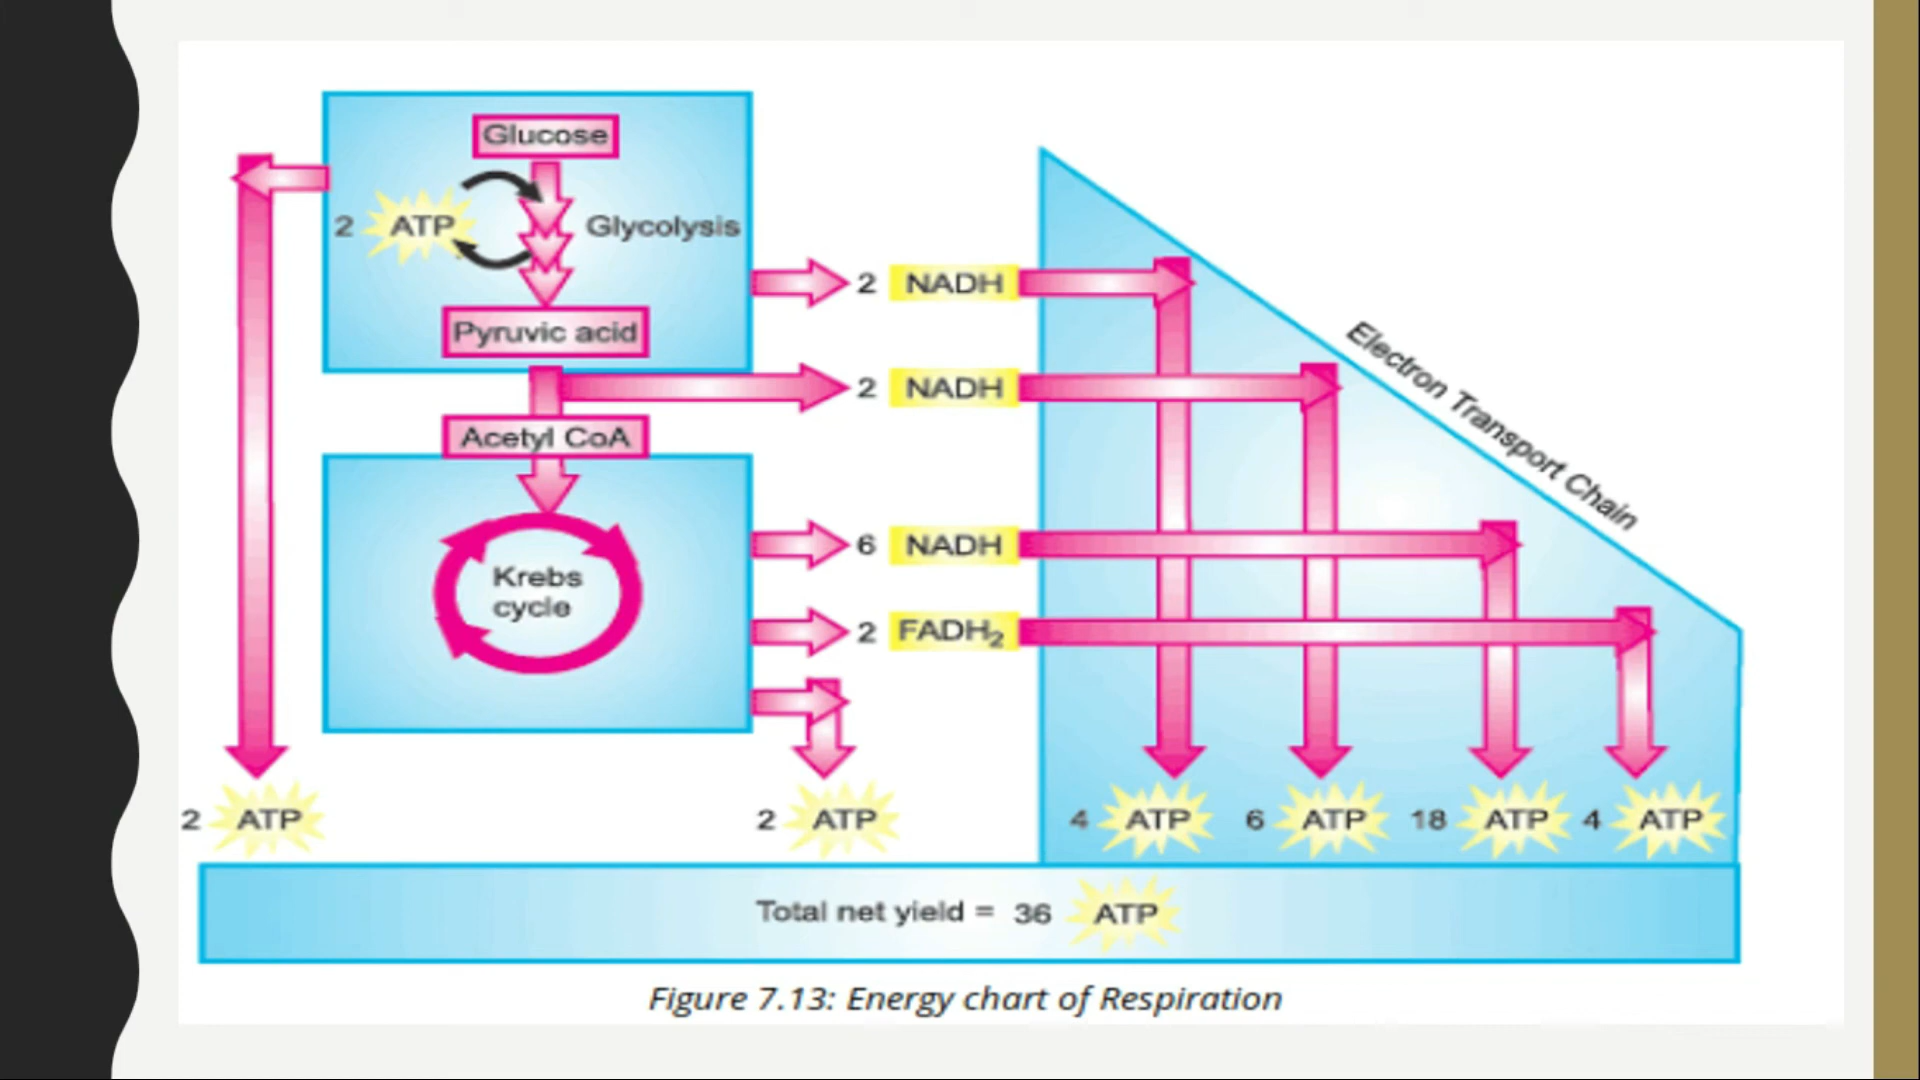 Glucose
2 ATP
Glycolysis
Pyruvic acid
2 NADH
2 NADH
Acetyl CoA
Krebs
cycle
6 NADH
2 FADH₂
Electron Transport Chain
2 ATP
2 ATP
4 ATP
6 ATP
18 ATP
4 ATP
Total net yield = 36 ATP
Figure 7.13: Energy chart of Respiration